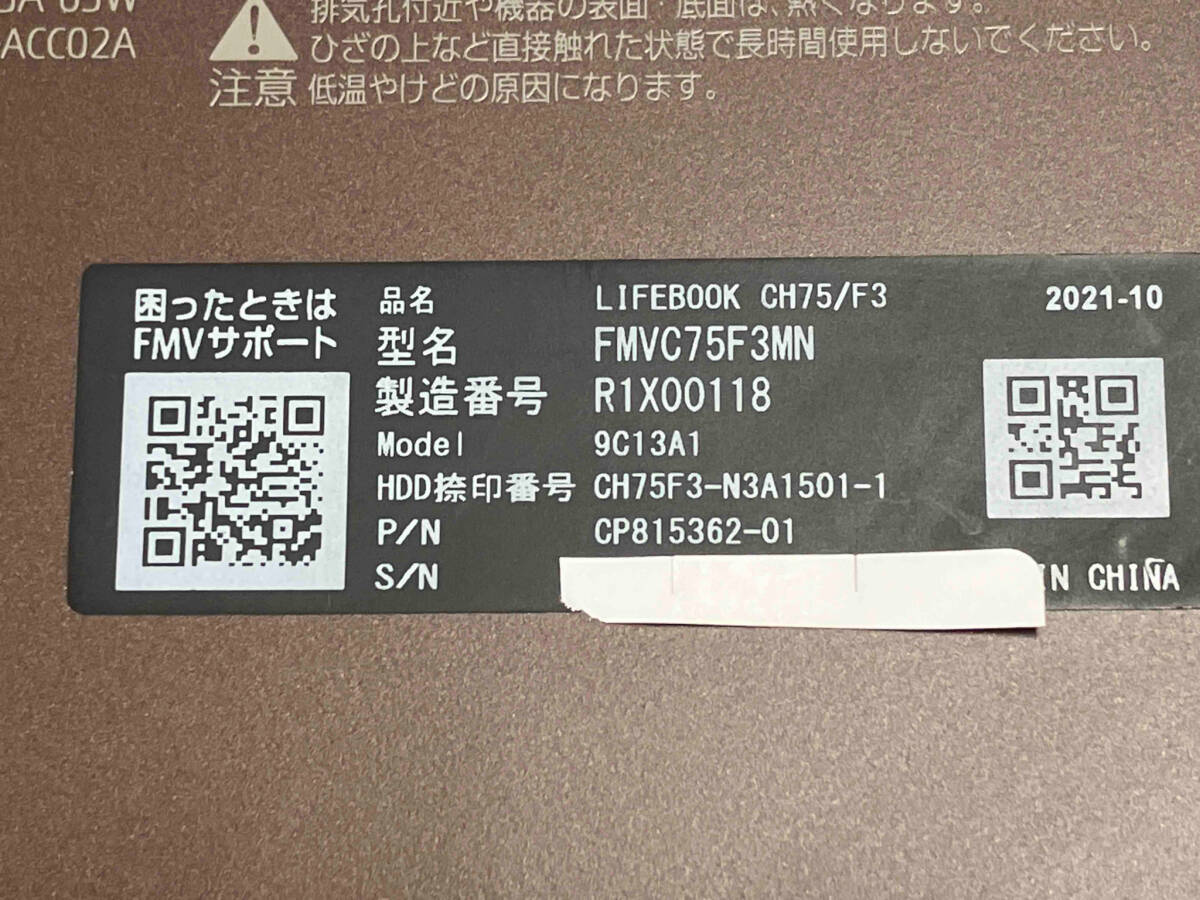 65W
ACC02A
排気孔付近や機器の表面・底面は、熱くなります。
ひざの上など直接触れた状態で長時間使用しないでください。
注意 低温やけどの原因になります。
困ったときは
FMVサポート
品名 LIFEBOOK CH75/F3 2021-10
型名 FMVC75F3MN
製造番号 R1X00118
Model 9C13A1
HDD捺印番号 CH75F3-N3A1501-1
P/N CP815362-01
S/N IN CHINA